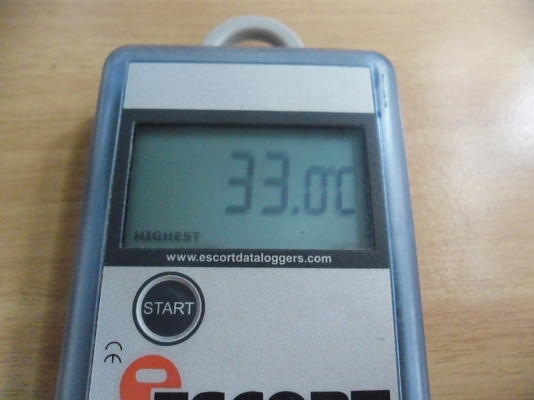 33.0°C
HIGHEST
www.escortdataloggers.com
START
CE
e ESCORT